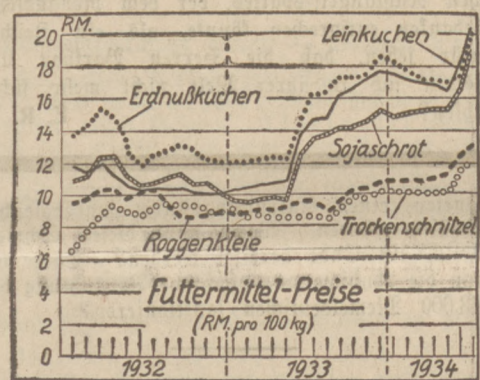 RM.
20
18
16
14
12
10
8
6
4
2
0
Leinkuchen
Erdnußkuchen
Sojaschrot
Trockenschnitzel
Roggenkleie
Futtermittel-Preise
(RM. pro 100 kg)
1932
1933
1934